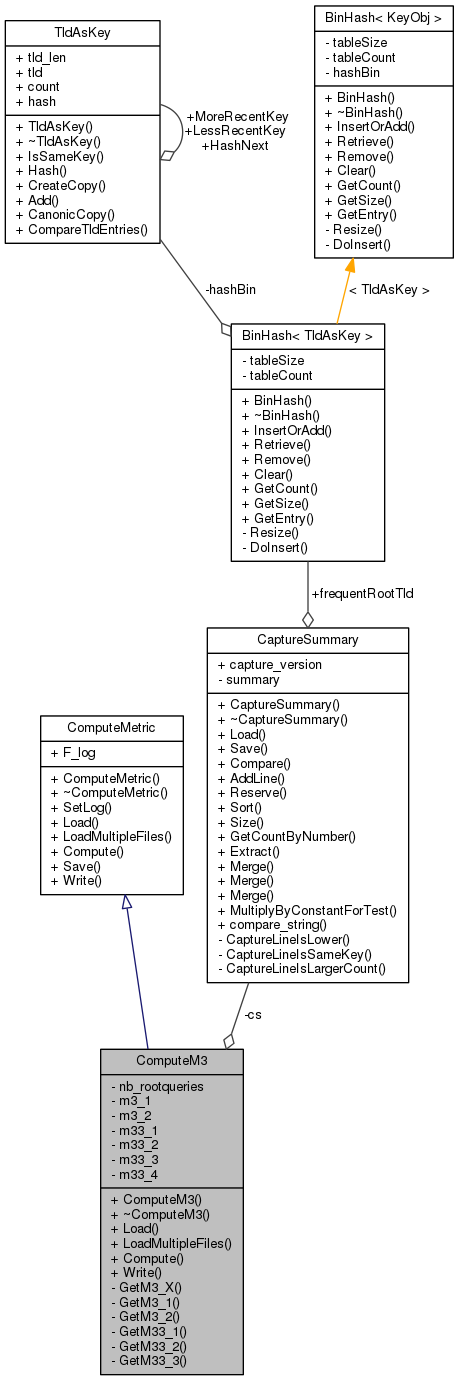 TldAsKey
+ tld_len
+ tld
+ count
+ hash
+ TldAsKey()
+ ~TldAsKey()
+ IsSameKey()
+ Hash()
+ CreateCopy()
+ Add()
+ CanonicCopy()
+ CompareTldEntries()
+MoreRecentKey
+LessRecentKey
+HashNext
BinHash< KeyObj >
- tableSize
- tableCount
- hashBin
+ BinHash()
+ ~BinHash()
+ InsertOrAdd()
+ Retrieve()
+ Remove()
+ Clear()
+ GetCount()
+ GetSize()
+ GetEntry()
- Resize()
- DoInsert()
-hashBin
< TldAsKey >
BinHash< TldAsKey >
- tableSize
- tableCount
+ BinHash()
+ ~BinHash()
+ InsertOrAdd()
+ Retrieve()
+ Remove()
+ Clear()
+ GetCount()
+ GetSize()
+ GetEntry()
- Resize()
- DoInsert()
+frequentRootTld
CaptureSummary
+ capture_version
- summary
+ CaptureSummary()
+ ~CaptureSummary()
+ Load()
+ Save()
+ Compare()
+ AddLine()
+ Reserve()
+ Sort()
+ Size()
+ GetCountByNumber()
+ Extract()
+ Merge()
+ Merge()
+ Merge()
+ MultiplyByConstantForTest()
+ compare_string()
- CaptureLineIsLower()
- CaptureLineIsSameKey()
- CaptureLineIsLargerCount()
ComputeMetric
+ F_log
+ ComputeMetric()
+ ~ComputeMetric()
+ SetLog()
+ Load()
+ LoadMultipleFiles()
+ Compute()
+ Save()
+ Write()
-cs
ComputeM3
- nb_rootqueries
- m3_1
- m3_2
- m33_1
- m33_2
- m33_3
- m33_4
+ ComputeM3()
+ ~ComputeM3()
+ Load()
+ LoadMultipleFiles()
+ Compute()
+ Write()
- GetM3_X()
- GetM3_1()
- GetM3_2()
- GetM33_1()
- GetM33_2()
- GetM33_3()